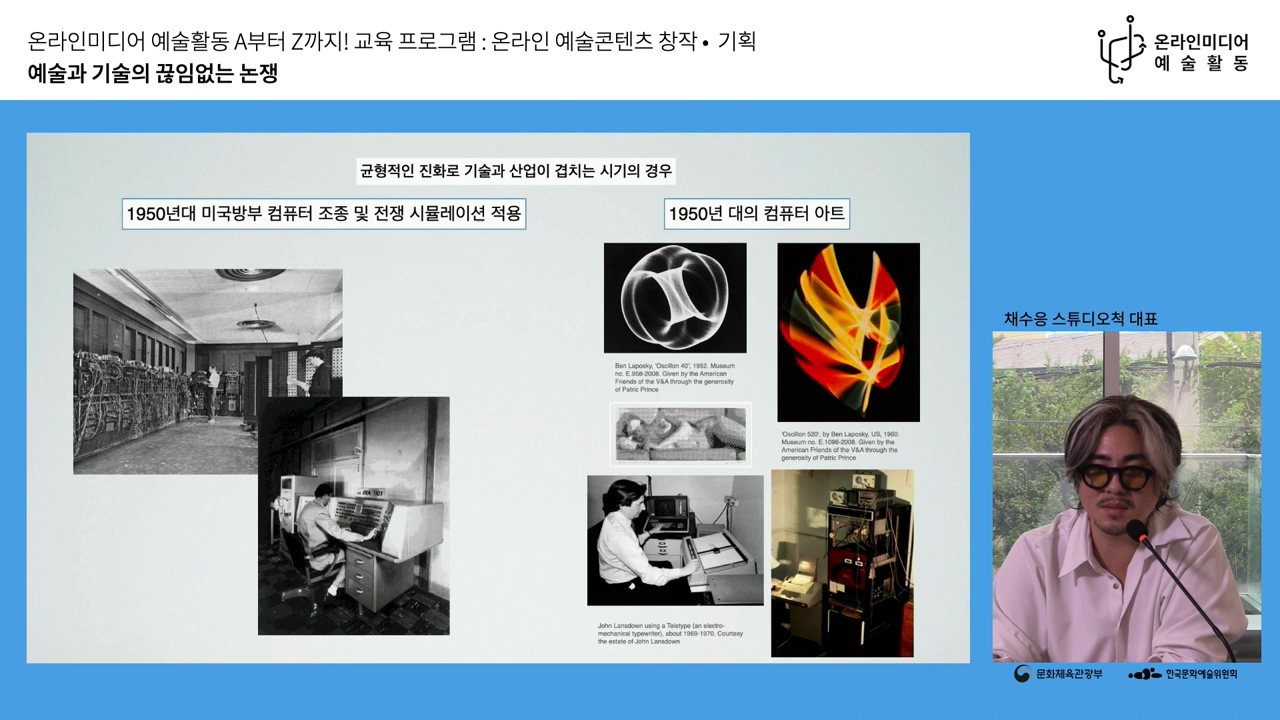 온라인미디어 예술활동 A부터 Z까지! 교육 프로그램 : 온라인 예술콘텐츠 창작 • 기획
예술과 기술의 끊임없는 논쟁
온라인미디어
예 술 활 동
균형적인 진화로 기술과 산업이 겹치는 시기의 경우
1950년대 미국방부 컴퓨터 조종 및 전쟁 시뮬레이션 적용
1950년 대의 컴퓨터 아트
Ben Laposky, 'Oscillon 40', 1952. Museum
no. E.958-2008. Given by the American
Friends of the V&A through the generosity
of Patric Prince
'Oscillon 520', by Ben Laposky, US, 1960.
Museum no. E.1096-2008. Given by the
American Friends of the V&A through the
generosity of Patric Prince
John Lansdown using a Teletype (an electro-
mechanical typewriter), about 1969-1970. Courtesy
the estate of John Lansdown
채수응 스튜디오척 대표
문화체육관광부
한국문화예술위원회